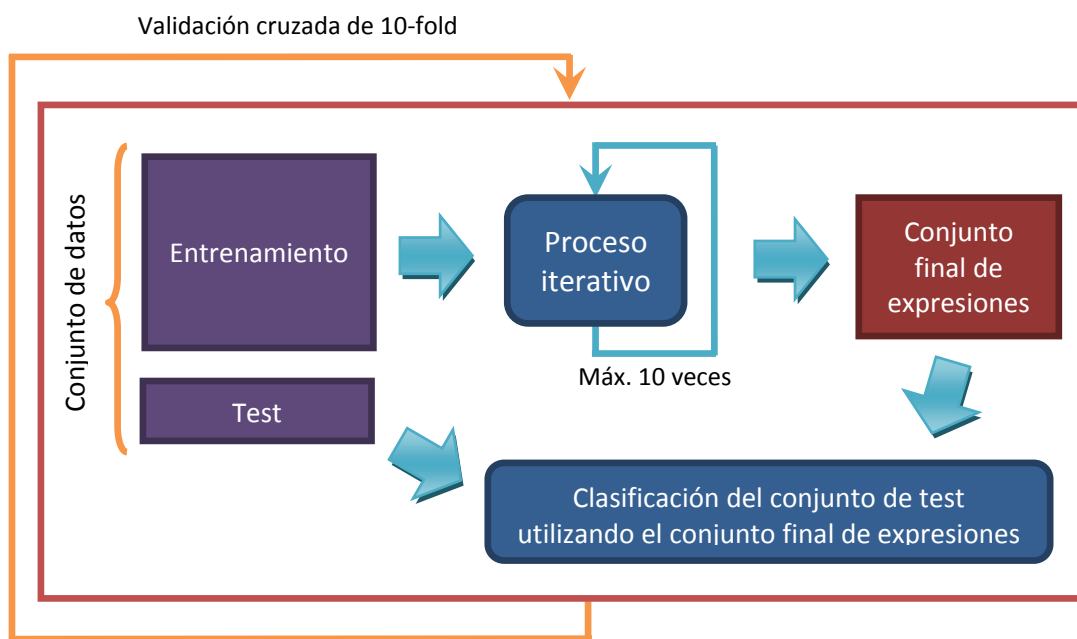 Validación cruzada de 10-fold
Conjunto de datos
Entrenamiento
Test
Proceso
iterativo
Máx. 10 veces
Conjunto
final de
expresiones
Clasificación del conjunto de test
utilizando el conjunto final de expresiones